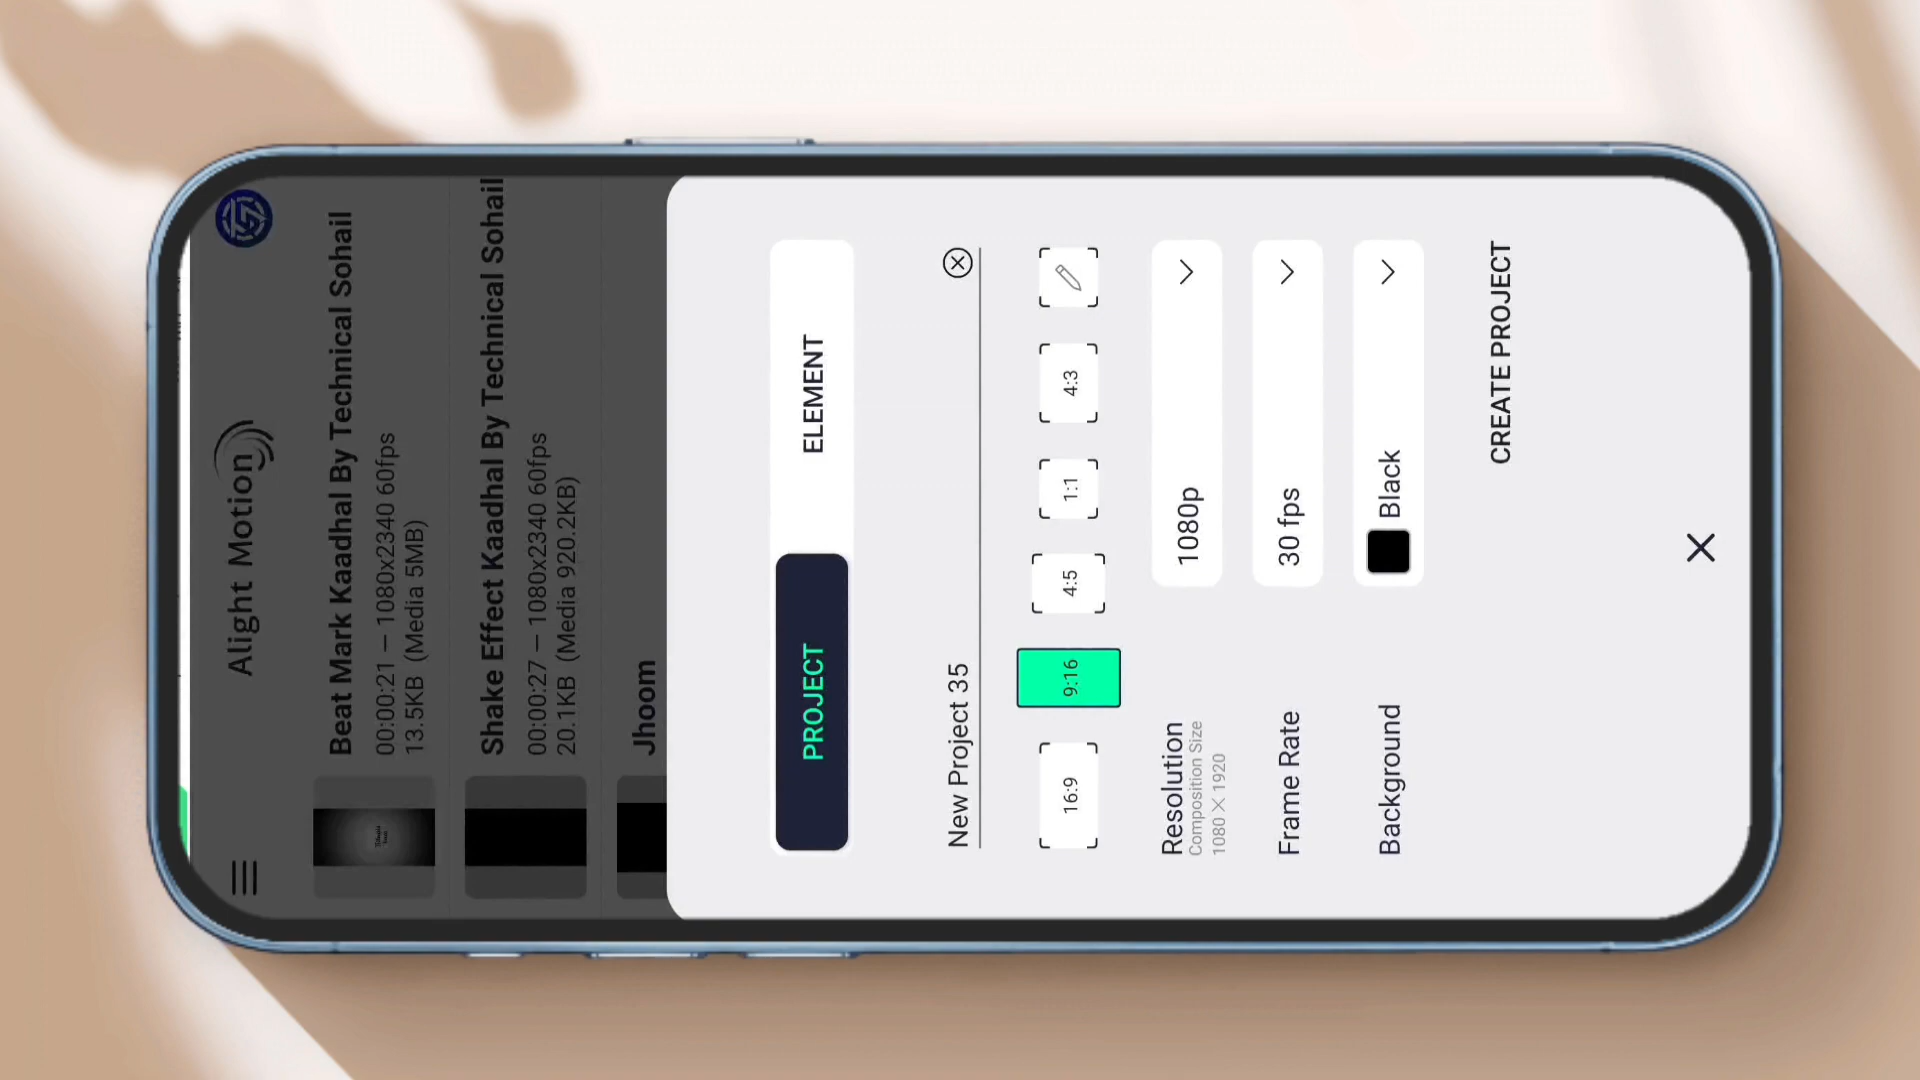 Alight Motion
Beat Mark Kaadhal By Technical Sohail
00:00:21 — 1080x2340 60fps
13.5KB (Media 5MB)
Shake Effect Kaadhal By Technical Sohail
00:00:27 — 1080x2340 60fps
20.1KB (Media 920.2KB)
Jhoom
PROJECT ELEMENT
New Project 35
16:9 9:16 4:5 1:1 4:3
Resolution 1080p
Composition Size
1080 X 1920
Frame Rate 30 fps
Background Black
CREATE PROJECT